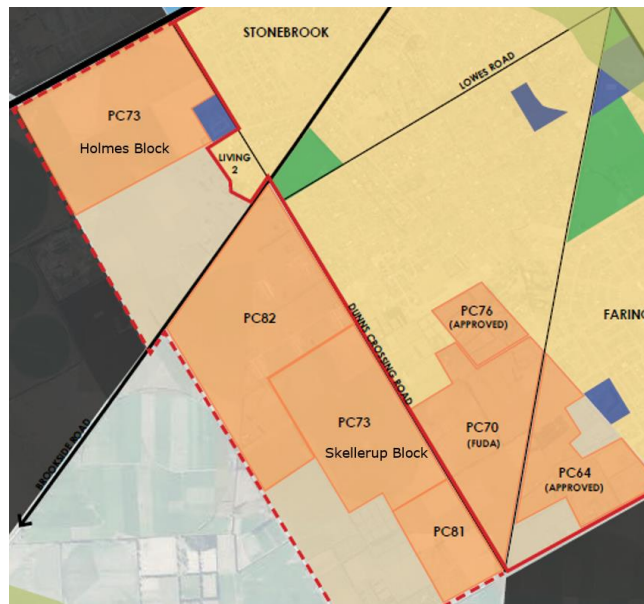 STONEBROOK
LOWES ROAD
PC73
Holmes Block
LIVING
2
PC82
DUNNS CROSSING ROAD
PC76
(APPROVED)
FARING
PC73
Skellerup Block
PC70
(FUDA)
PC64
(APPROVED)
BROOKSIDE ROAD
PC81